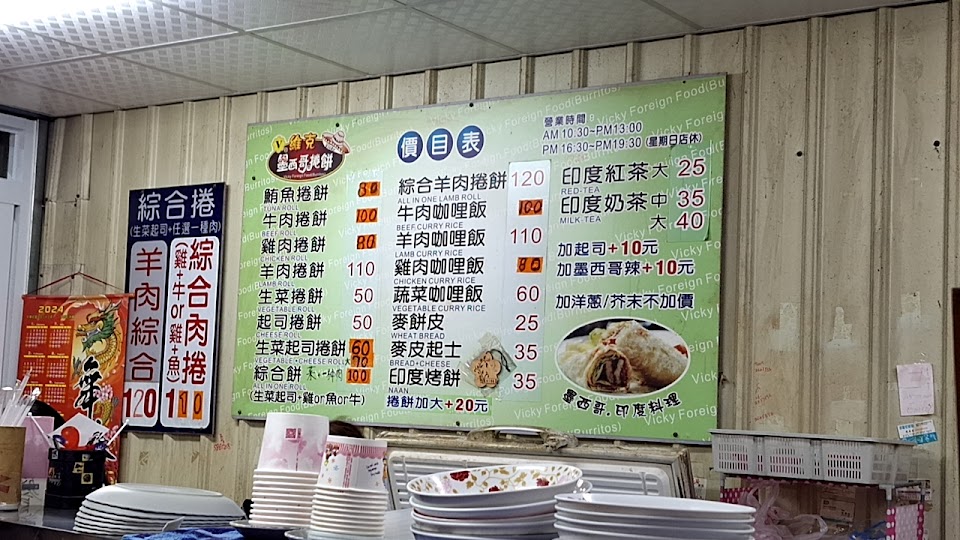 綜合捲
(生菜起司+任選一種肉)
羊肉綜合
120
綜合肉捲
(雞+牛or雞+魚)
110
2024
年
維克
墨西哥捲餅
Vicky Foreign Food(Burritos)
價目表
營業時間
AM 10:30~PM13:00
PM 16:30~PM19:30 (星期日店休)
鮪魚捲餅 80
TUNA ROLL
牛肉捲餅 100
BEEF ROLL
雞肉捲餅 80
CHICKEN ROLL
羊肉捲餅 110
LAMB ROLL
生菜捲餅 50
VEGETABLE ROLL
起司捲餅 50
CHEESE ROLL
生菜起司捲餅 60
VEGETABLE+CHEESE ROLL 大70
綜合餅 100
ALL IN ONE ROLL
(生菜起司+雞or魚or牛)
綜合羊肉捲餅 120
ALL IN ONE LAMB ROLL
牛肉咖哩飯 100
BEEF CURRY RICE
羊肉咖哩飯 110
LAMB CURRY RICE
雞肉咖哩飯 80
CHICKEN CURRY RICE
蔬菜咖哩飯 60
VEGETABLE CURRY RICE
麥餅皮 25
WHEAT BREAD
麥皮起士 35
BREAD+CHEESE
印度烤餅 35
NAAN
捲餅加大+20元
印度紅茶 大 25
RED-TEA
印度奶茶 中 35
MILK-TEA 大 40
加起司+10元
加墨西哥辣+10元
加洋蔥/芥末不加價
墨西哥.印度料理
Vicky Foreign Food(Burritos)